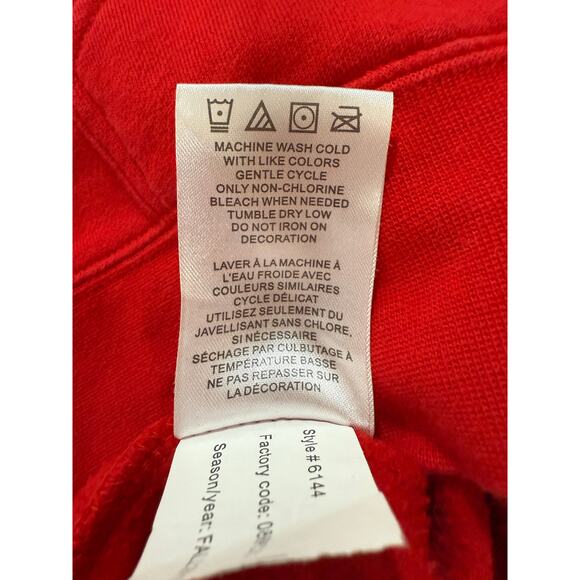 MACHINE WASH COLD
WITH LIKE COLORS
GENTLE CYCLE
ONLY NON-CHLORINE
BLEACH WHEN NEEDED
TUMBLE DRY LOW
DO NOT IRON ON
DECORATION
LAVER À LA MACHINE À
L'EAU FROIDE AVEC
COULEURS SIMILAIRES
CYCLE DÉLICAT
UTILISEZ SEULEMENT DU
JAVELLISANT SANS CHLORE,
SI NÉCESSAIRE
SÉCHAGE PAR CULBUTAGE À
TEMPÉRATURE BASSE
NE PAS REPASSER SUR
LA DÉCORATION
Style# 6144
Factory code:
Season/year: